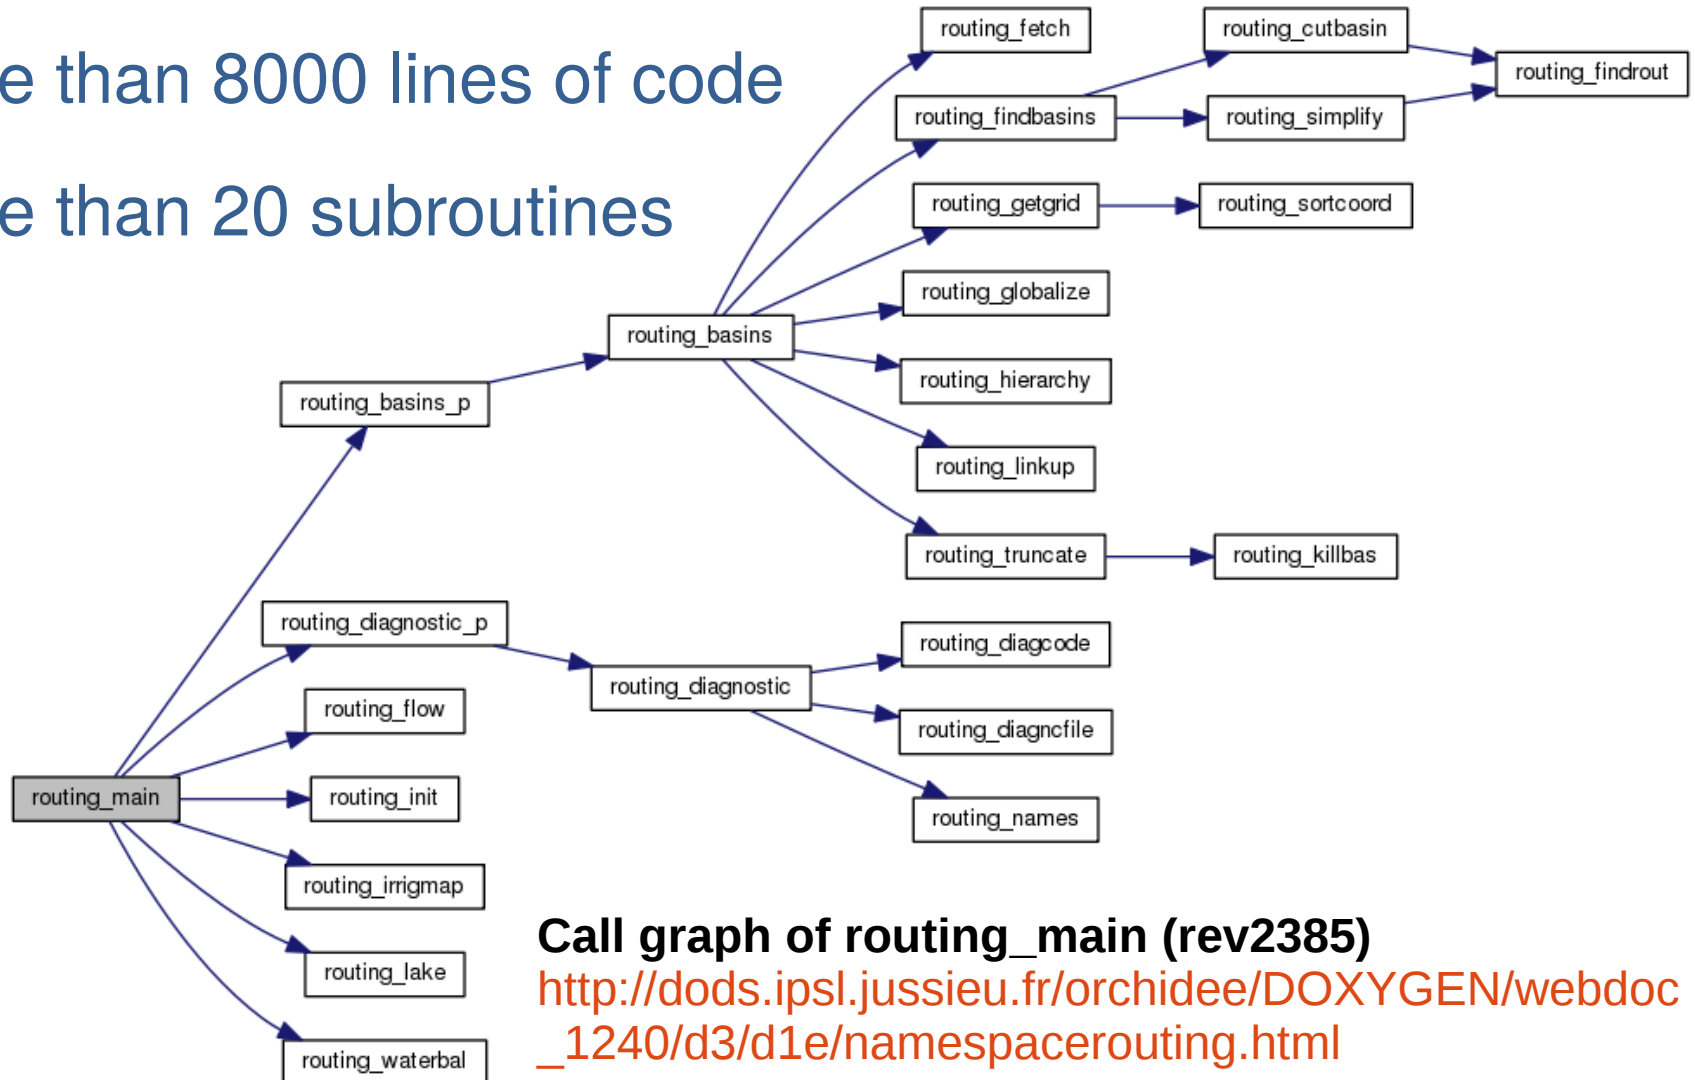 e than 8000 lines of code
e than 20 subroutines
routing_fetch
routing_cutbasin
routing_findrout
routing_findbasins
routing_simplify
routing_getgrid
routing_sortcoord
routing_globalize
routing_basins
routing_hierarchy
routing_basins_p
routing_linkup
routing_truncate
routing_killbas
routing_diagnostic_p
routing_diagcode
routing_diagnostic
routing_flow
routing_diagncfile
routing_main
routing_init
routing_names
routing_irrigmap
routing_lake
routing_waterbal
Call graph of routing_main (rev2385)
http://dods.ipsl.jussieu.fr/orchidee/DOXYGEN/webdoc
_1240/d3/d1e/namespacerouting.html